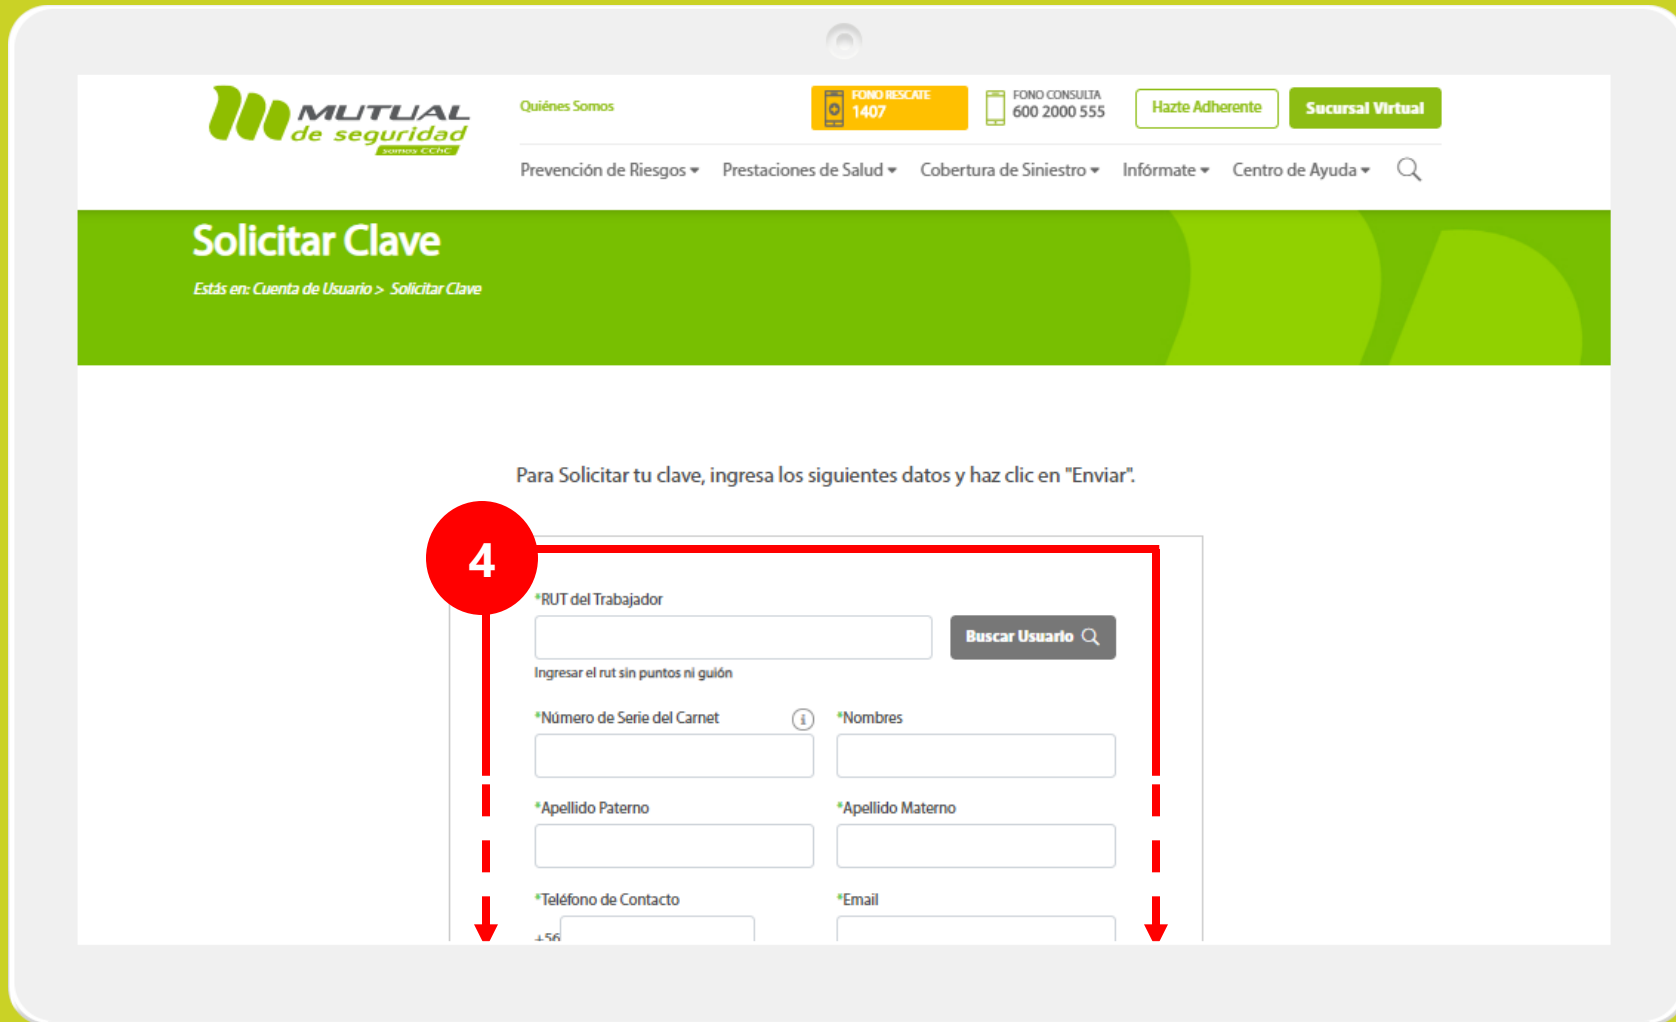 MUTUAL
de seguridad
somos CChC
Quiénes Somos
FONO RESCATE
1407
FONO CONSULTA
600 2000 555
Hazte Adherente
Sucursal Virtual
Prevención de Riesgos
Prestaciones de Salud
Cobertura de Siniestro
Infórmate
Centro de Ayuda
Solicitar Clave
Estás en: Cuenta de Usuario > Solicitar Clave
Para Solicitar tu clave, ingresa los siguientes datos y haz clic en "Enviar".
4
*RUT del Trabajador
Buscar Usuario
Ingresar el rut sin puntos ni guión
*Número de Serie del Carnet
i
*Nombres
*Apellido Paterno
*Apellido Materno
*Teléfono de Contacto
*Email
+56